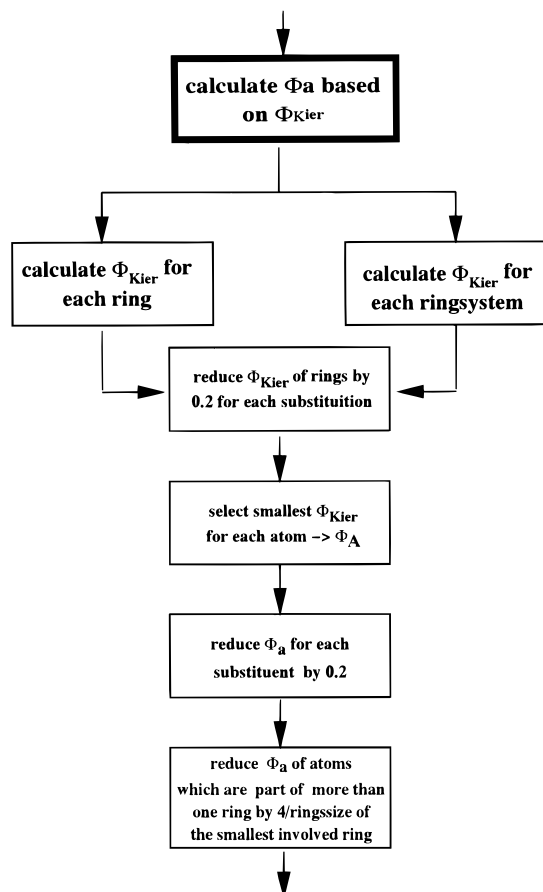 calculate Φa based
on ΦKier
calculate ΦKier for
each ring
calculate ΦKier for
each ringsystem
reduce ΦKier of rings by
0.2 for each substituition
select smallest ΦKier
for each atom –> ΦA
reduce Φa for each
substituent by 0.2
reduce Φa of atoms
which are part of more than
one ring by 4/ringssize of
the smallest involved ring